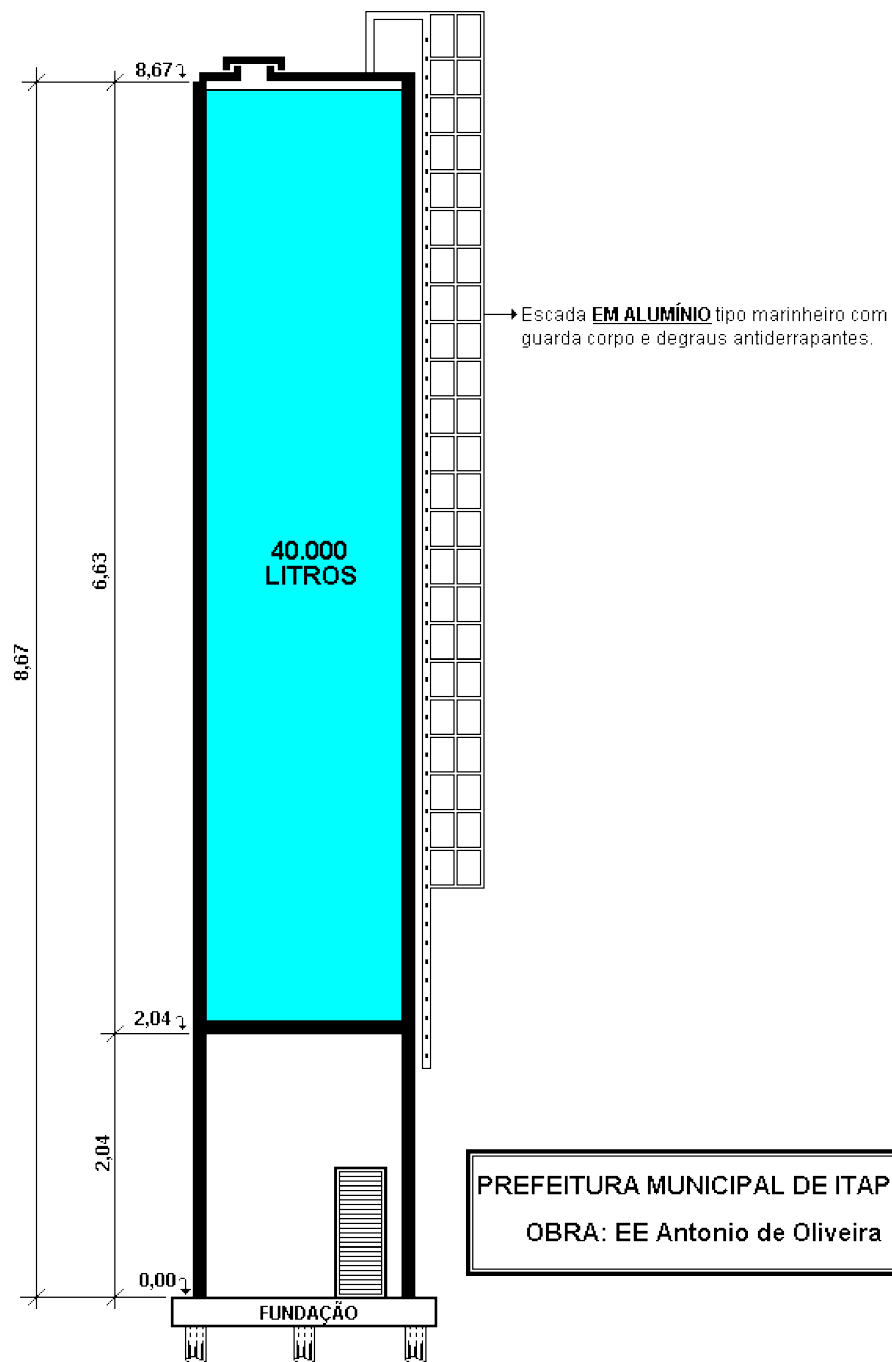 8,67
Escada EM ALUMÍNIO tipo marinheiro com
guarda corpo e degraus antiderrapantes.
40.000
LITROS
6,63
8,67
2,04
2,04
PREFEITURA MUNICIPAL DE ITAP
OBRA: EE Antonio de Oliveira
0,00
FUNDAÇÃO